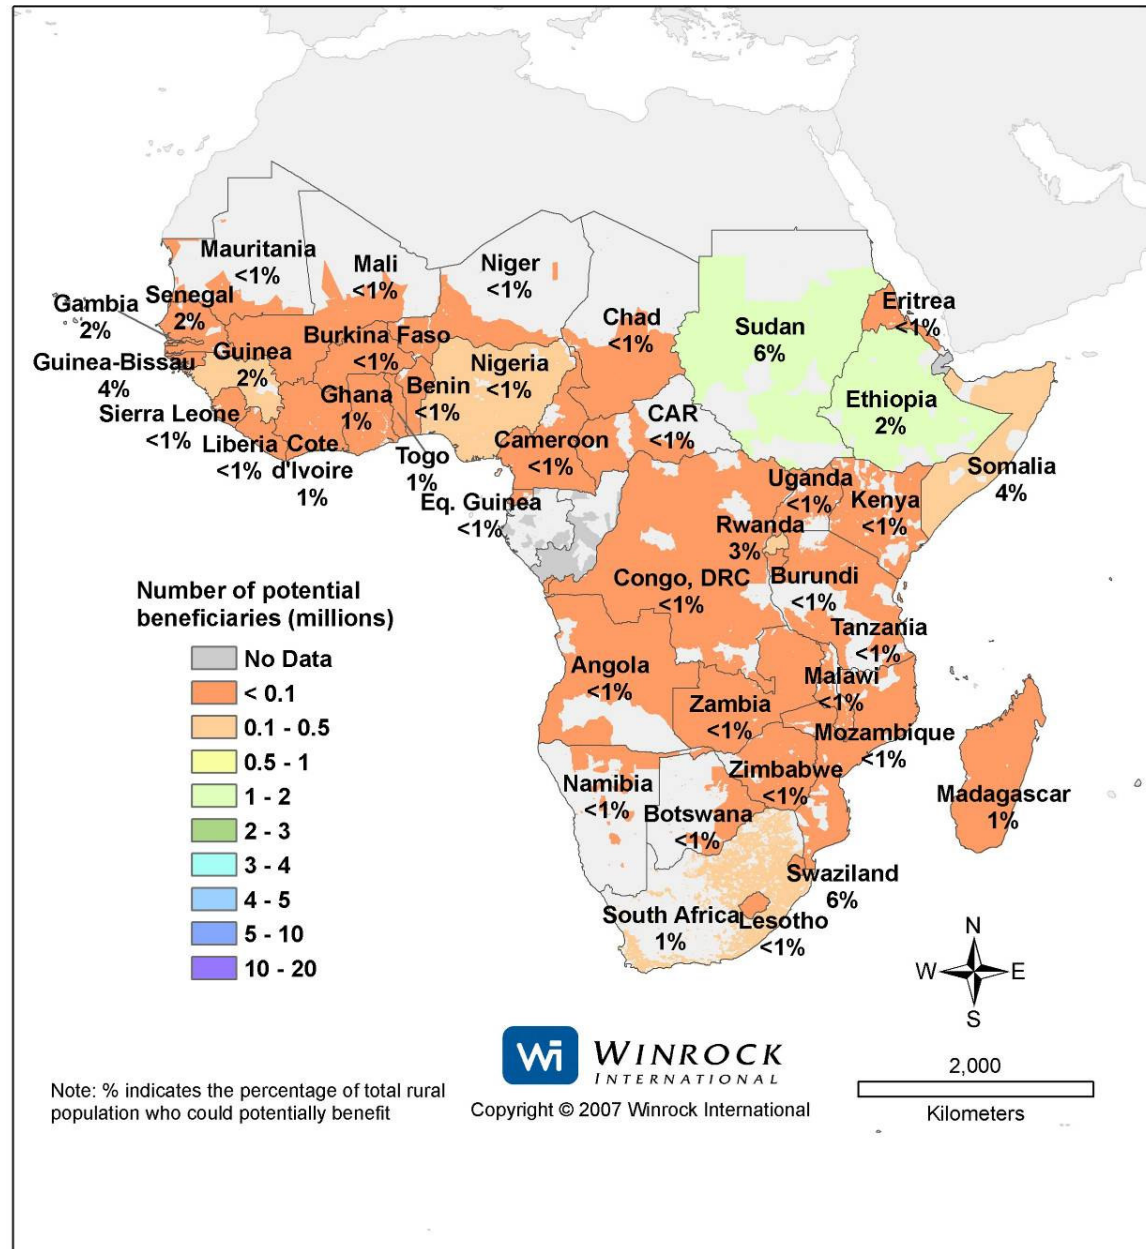 Mauritania
<1%
Mali
<1%
Niger
<1%
Chad
<1%
Sudan
6%
Eritrea
<1%
Gambia
2%
Senegal
2%
Burkina Faso
<1%
Guinea-Bissau
4%
Guinea
2%
Nigeria
<1%
Ethiopia
2%
Ghana
1%
Benin
<1%
CAR
<1%
Sierra Leone
<1%
Liberia
<1%
Cote
d'Ivoire
1%
Togo
1%
Cameroon
<1%
Somalia
4%
Eq. Guinea
<1%
Uganda
<1%
Kenya
<1%
Rwanda
3%
Congo, DRC
<1%
Burundi
<1%
Tanzania
<1%
Angola
<1%
Malawi
<1%
Zambia
<1%
Mozambique
<1%
Namibia
<1%
Zimbabwe
<1%
Botswana
<1%
Madagascar
1%
Swaziland
6%
South Africa
1%
Lesotho
<1%
Number of potential
beneficiaries (millions)
No Data
< 0.1
0.1 - 0.5
0.5 - 1
1 - 2
2 - 3
3 - 4
4 - 5
5 - 10
10 - 20
N
W E
S
Wi WINROCK
INTERNATIONAL
Copyright © 2007 Winrock International
2,000
Kilometers
Note: % indicates the percentage of total rural
population who could potentially benefit